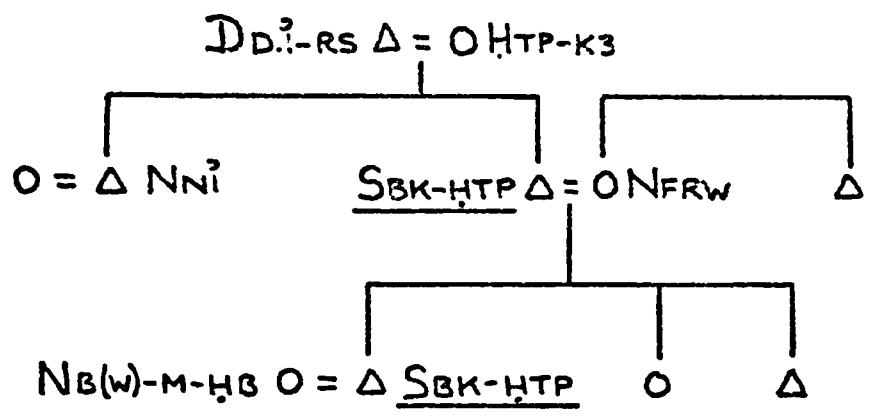 DD.ỉ-RS Δ = O ḤTP-K3
O = Δ NNỉ SBK-ḤTP Δ = O NFRW Δ
NB(W)-M-ḤB O = Δ SBK-ḤTP O Δ